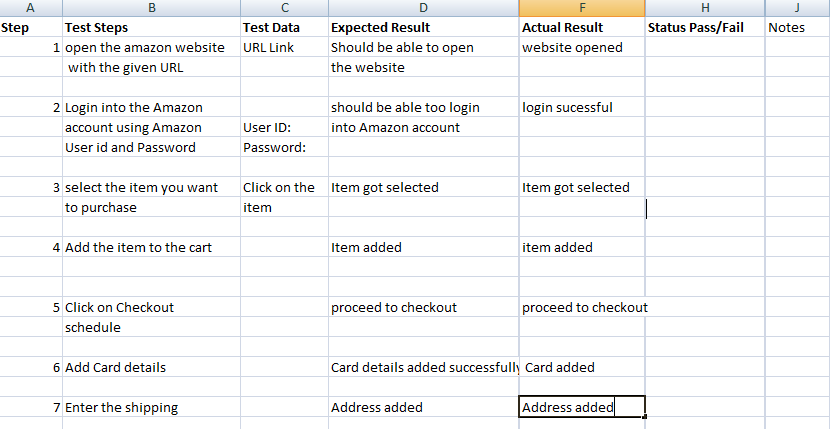 A B C D F H J
Step Test Steps Test Data Expected Result Actual Result Status Pass/Fail Notes
1 open the amazon website URL Link Should be able to open website opened
with the given URL the website
2 Login into the Amazon should be able too login login sucessful
account using Amazon User ID: into Amazon account
User id and Password Password:
3 select the item you want Click on the Item got selected Item got selected
to purchase item
4 Add the item to the cart Item added item added
5 Click on Checkout proceed to checkout proceed to checkout
schedule
6 Add Card details Card details added successfully Card added
7 Enter the shipping Address added Address added